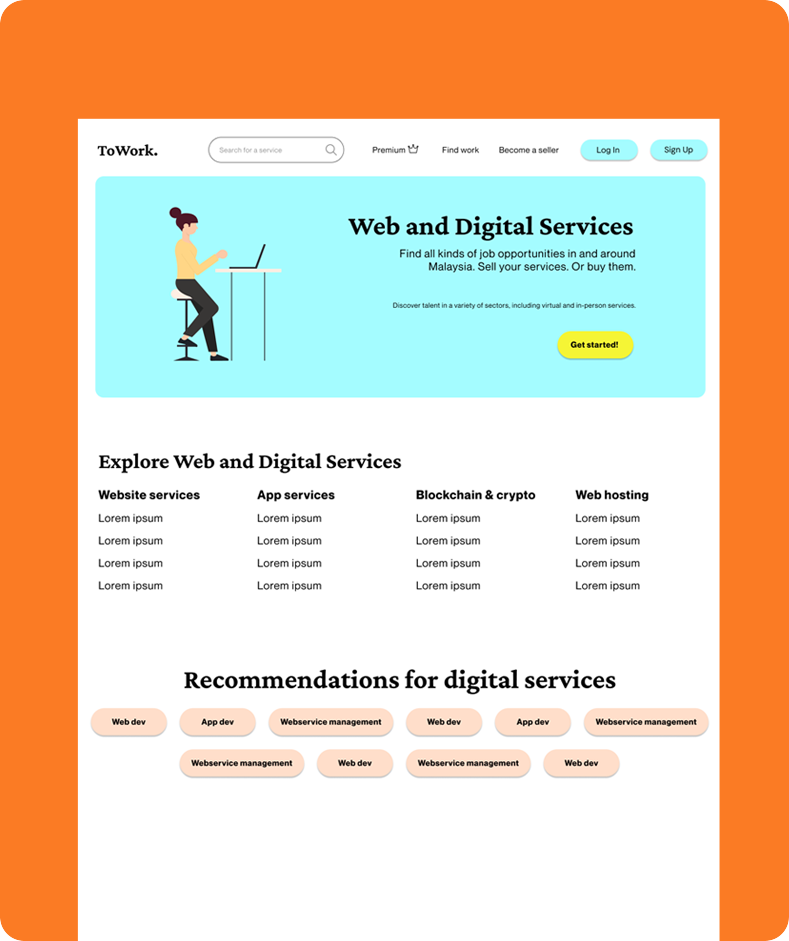 ToWork.
Search for a service
Premium
Find work
Become a seller
Log In
Sign Up
Web and Digital Services
Find all kinds of job opportunities in and around
Malaysia. Sell your services. Or buy them.
Discover talent in a variety of sectors, including virtual and in-person services.
Get started!
Explore Web and Digital Services
Website services
Lorem ipsum
Lorem ipsum
Lorem ipsum
Lorem ipsum
App services
Lorem ipsum
Lorem ipsum
Lorem ipsum
Lorem ipsum
Blockchain & crypto
Lorem ipsum
Lorem ipsum
Lorem ipsum
Lorem ipsum
Web hosting
Lorem ipsum
Lorem ipsum
Lorem ipsum
Lorem ipsum
Recommendations for digital services
Web dev
App dev
Webservice management
Web dev
App dev
Webservice management
Webservice management
Web dev
Webservice management
Web dev